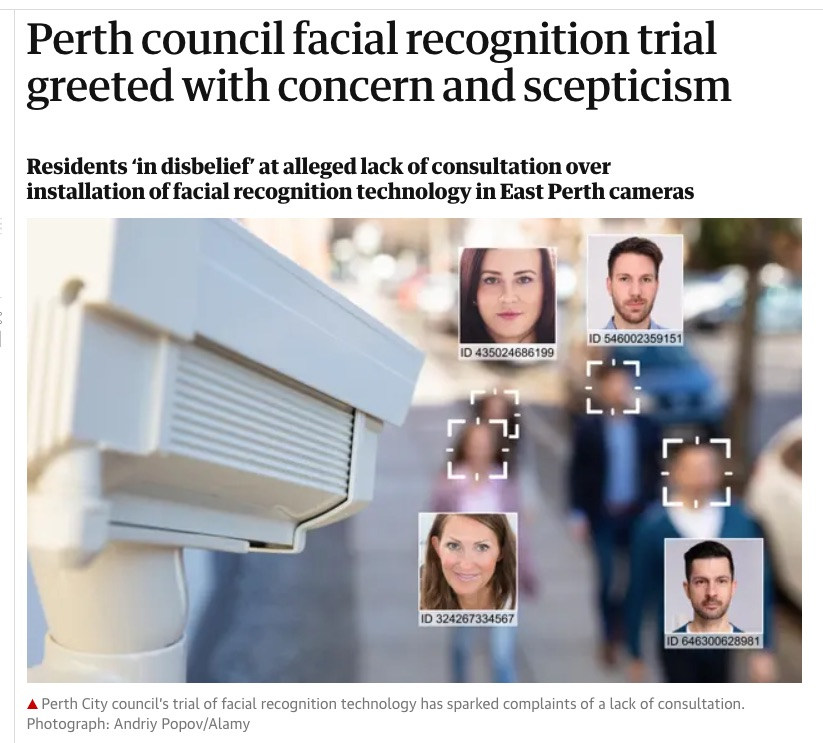 Perth council facial recognition trial
greeted with concern and scepticism
Residents ‘in disbelief’ at alleged lack of consultation over
installation of facial recognition technology in East Perth cameras
ID 435024686199
ID 546002359151
ID 324267334567
ID 646300628981
▲ Perth City council’s trial of facial recognition technology has sparked complaints of a lack of consultation.
Photograph: Andriy Popov/Alamy